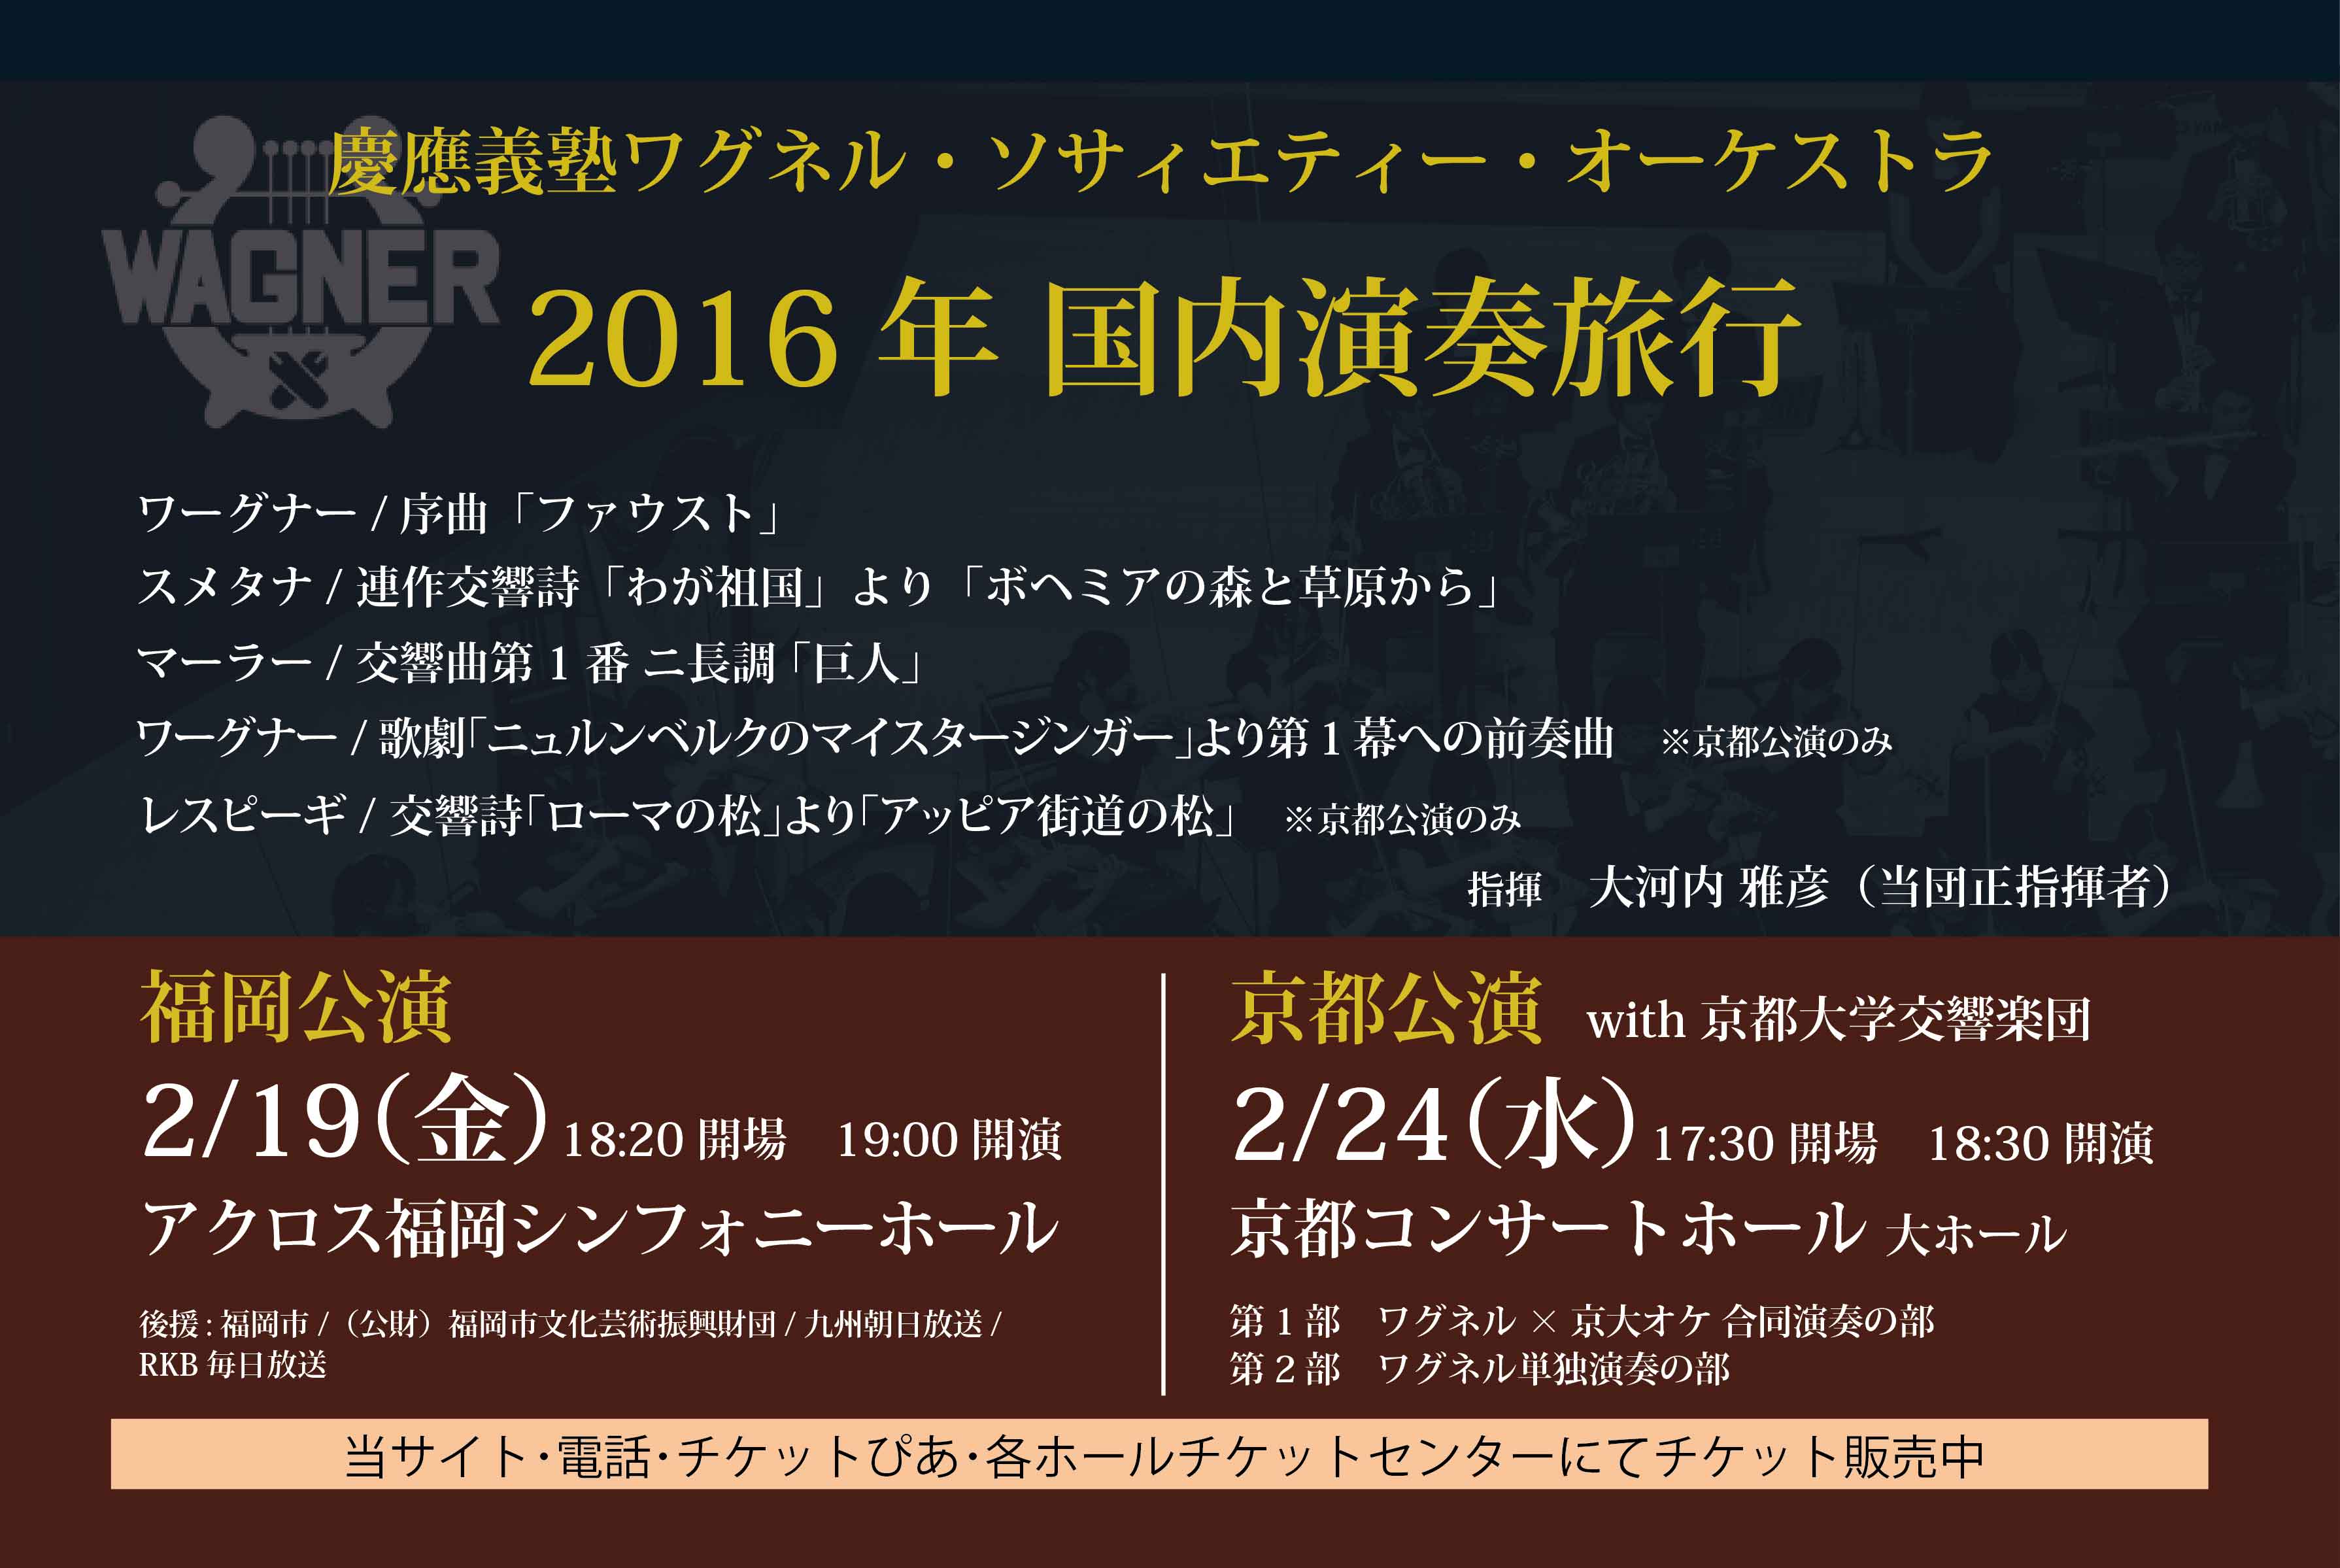 慶應義塾ワグネル・ソサィエティー・オーケストラ
WAGNER
2016 年 国内演奏旅行
ワーグナー / 序曲「ファウスト」
スメタナ / 連作交響詩「わが祖国」より「ボヘミアの森と草原から」
マーラー / 交響曲第 1 番 ニ長調「巨人」
ワーグナー / 歌劇「ニュルンベルクのマイスタージンガー」より第 1 幕への前奏曲　※京都公演のみ
レスピーギ / 交響詩「ローマの松」より「アッピア街道の松」　※京都公演のみ
指揮　大河内 雅彦（当団正指揮者）
福岡公演
2/19（金）18:20 開場　19:00 開演
アクロス福岡シンフォニーホール
後援 : 福岡市 /（公財）福岡市文化芸術振興財団 / 九州朝日放送 /
RKB 毎日放送
京都公演　with 京都大学交響楽団
2/24（水）17:30 開場　18:30 開演
京都コンサートホール 大ホール
第 1 部　ワグネル × 京大オケ 合同演奏の部
第 2 部　ワグネル単独演奏の部
当サイト・電話・チケットぴあ・各ホールチケットセンターにてチケット販売中